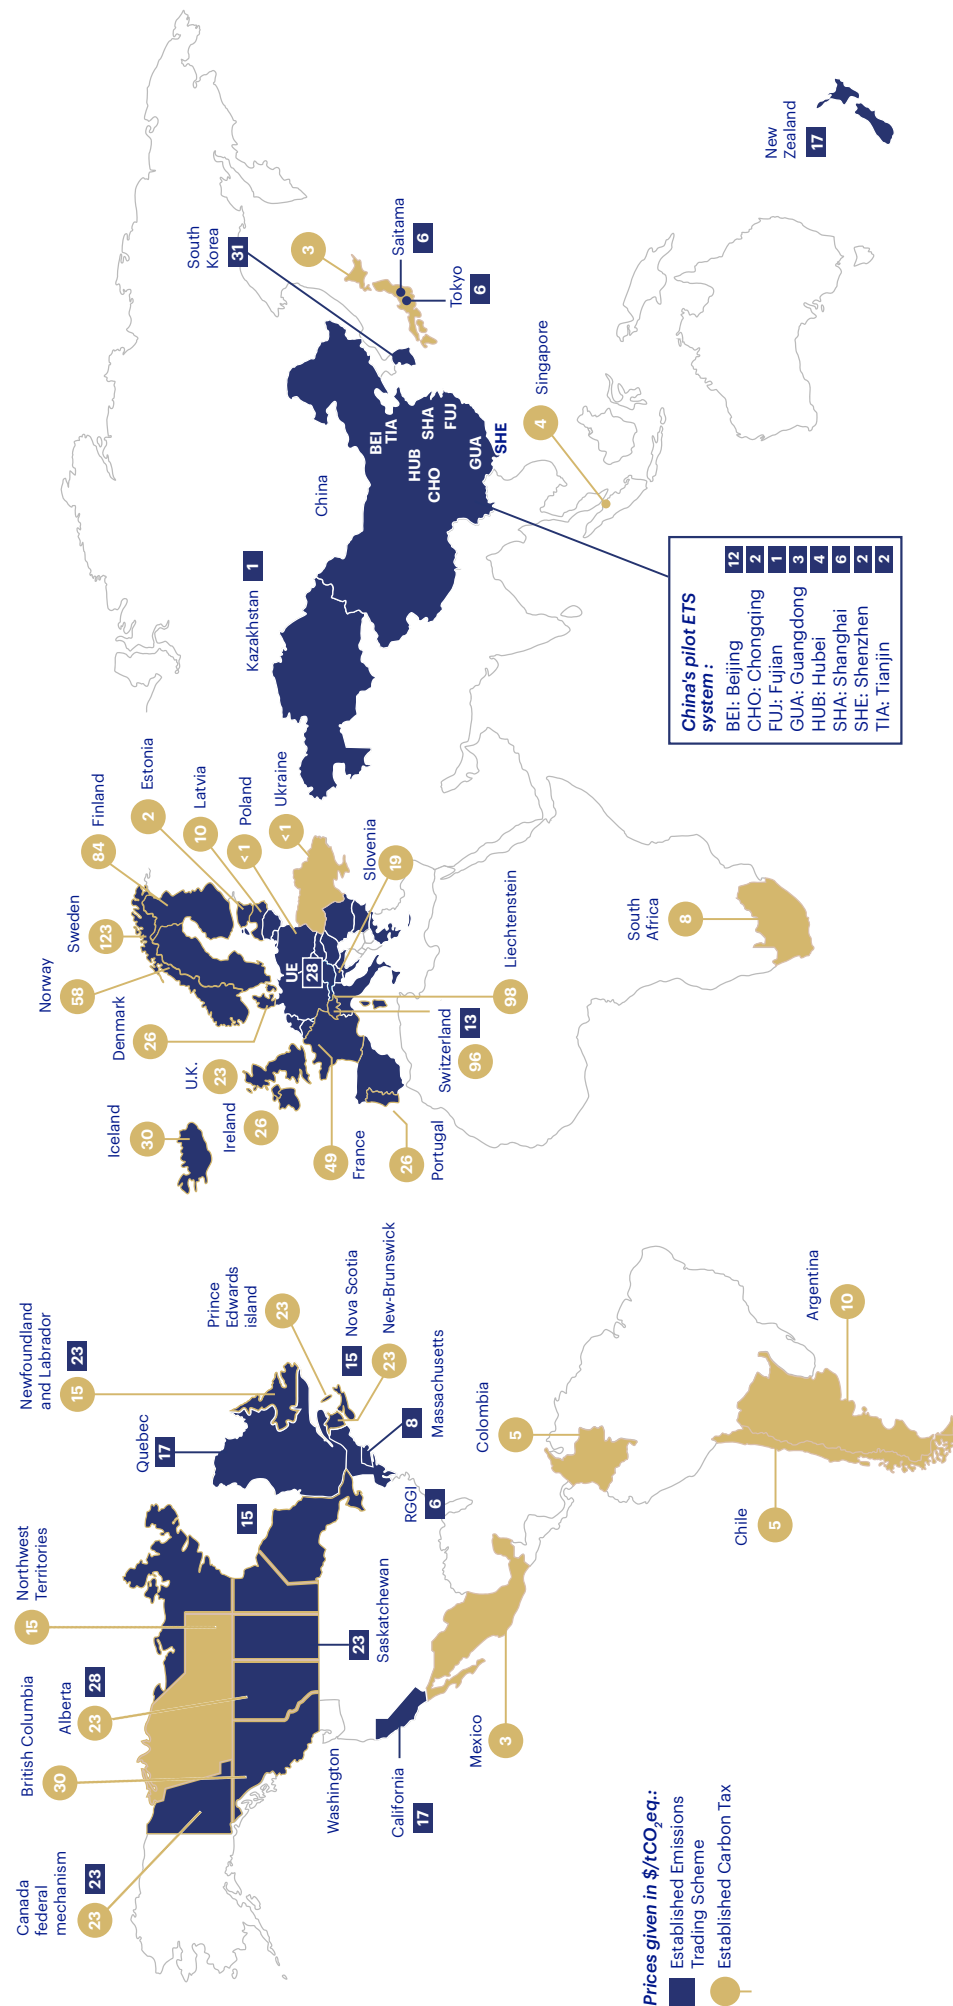 Canada
federal
mechanism
23
23
British Columbia
30
Alberta
23
28
Northwest
Territories
15
Newfoundland
and Labrador
15
23
Quebec
17
15
Prince
Edwards
island
23
Nova Scotia
15
New-Brunswick
23
Massachusetts
8
RGGI
6
Saskatchewan
23
Washington
California
17
Mexico
3
Colombia
5
Chile
5
Argentina
10
Iceland
30
Ireland
26
U.K.
23
Denmark
26
Norway
58
Sweden
123
Finland
84
Estonia
2
Latvia
10
Poland
<1
Ukraine
<1
Slovenia
19
UE
28
Liechtenstein
98
Switzerland
96
13
France
49
Portugal
26
South
Africa
8
Kazakhstan
1
China
BEI
TIA
HUB
SHA
CHO
FUJ
GUA
SHE
South
Korea
31
3
Saitama
6
Tokyo
6
Singapore
4
New
Zealand
17
China's pilot ETS
system :
BEI: Beijing 12
CHO: Chongqing 2
FUJ: Fujian 1
GUA: Guangdong 3
HUB: Hubei 4
SHA: Shanghai 6
SHE: Shenzhen 2
TIA: Tianjin 2
Prices given in $/tCO₂eq.:
Established Emissions
Trading Scheme
Established Carbon Tax